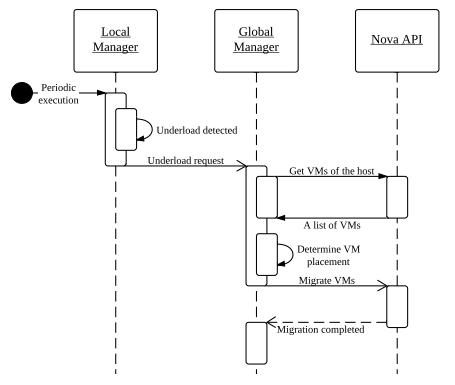 Local
Manager
Global
Manager
Nova API
Periodic
execution
Underload detected
Underload request
Get VMs of the host
A list of VMs
Determine VM
placement
Migrate VMs
Migration completed